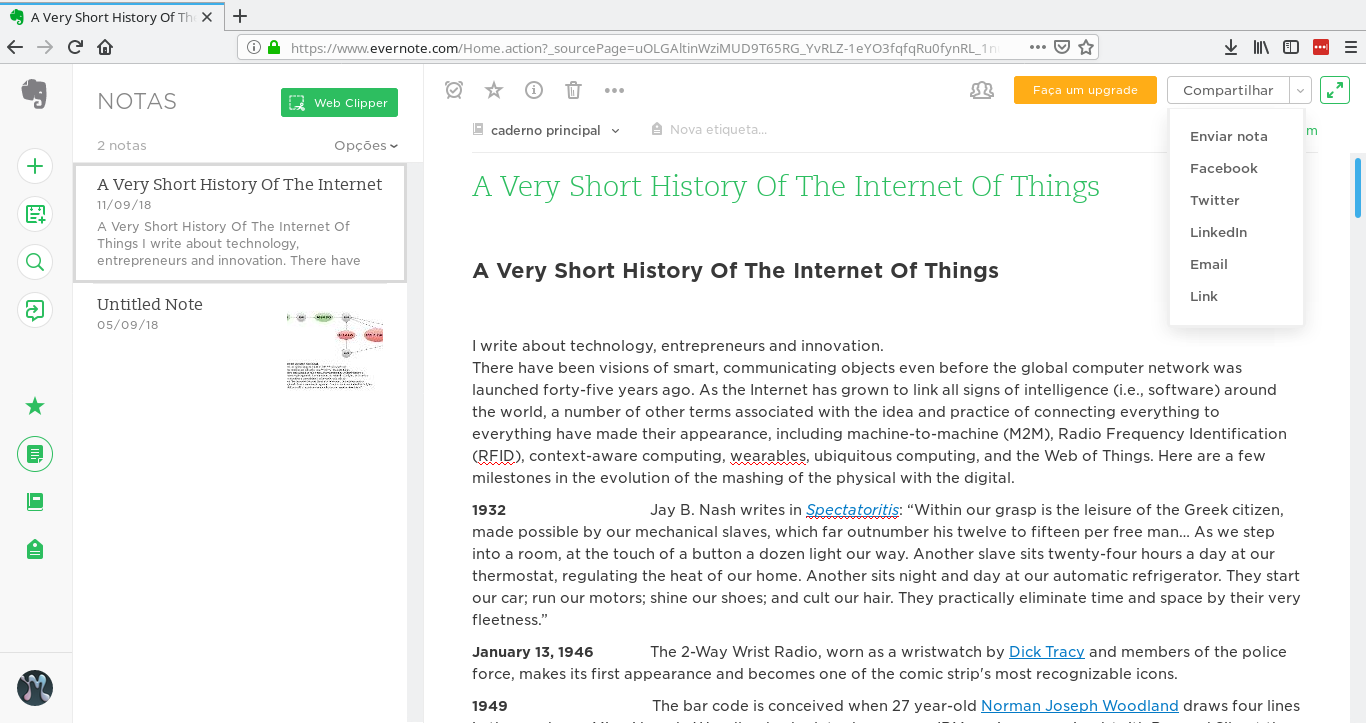 A Very Short History Of Th
https://www.evernote.com/Home.action?_sourcePage=uOLGAltinWziMUD9T65RG_YvRLZ-1eYO3fqfqRu0fynRL_1n
NOTAS
Web Clipper
2 notas
Opções
A Very Short History Of The Internet
11/09/18
A Very Short History Of The Internet Of
Things I write about technology,
entrepreneurs and innovation. There have
Untitled Note
05/09/18
Faça um upgrade
Compartilhar
caderno principal
Nova etiqueta...
m
Enviar nota
Facebook
Twitter
LinkedIn
Email
Link
A Very Short History Of The Internet Of Things
A Very Short History Of The Internet Of Things
I write about technology, entrepreneurs and innovation.
There have been visions of smart, communicating objects even before the global computer network was
launched forty-five years ago. As the Internet has grown to link all signs of intelligence (i.e., software) around
the world, a number of other terms associated with the idea and practice of connecting everything to
everything have made their appearance, including machine-to-machine (M2M), Radio Frequency Identification
(RFID), context-aware computing, wearables, ubiquitous computing, and the Web of Things. Here are a few
milestones in the evolution of the mashing of the physical with the digital.
1932 Jay B. Nash writes in Spectatoritis: “Within our grasp is the leisure of the Greek citizen,
made possible by our mechanical slaves, which far outnumber his twelve to fifteen per free man… As we step
into a room, at the touch of a button a dozen light our way. Another slave sits twenty-four hours a day at our
thermostat, regulating the heat of our home. Another sits night and day at our automatic refrigerator. They start
our car; run our motors; shine our shoes; and cult our hair. They practically eliminate time and space by their very
fleetness.”
January 13, 1946 The 2-Way Wrist Radio, worn as a wristwatch by Dick Tracy and members of the police
force, makes its first appearance and becomes one of the comic strip's most recognizable icons.
1949 The bar code is conceived when 27 year-old Norman Joseph Woodland draws four lines